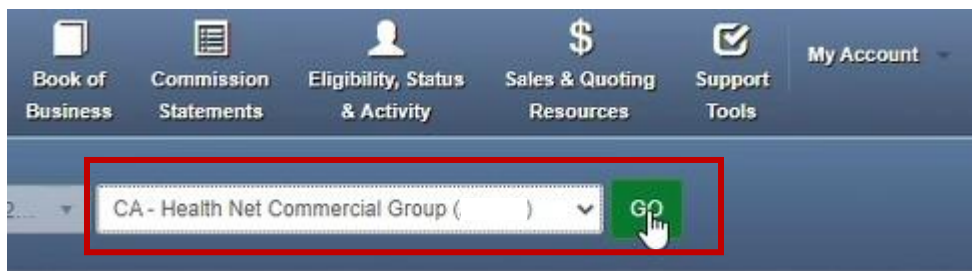 Book of Business
Commission Statements
Eligibility, Status & Activity
$
Sales & Quoting Resources
Support Tools
My Account
2...
CA - Health Net Commercial Group ( )
GO